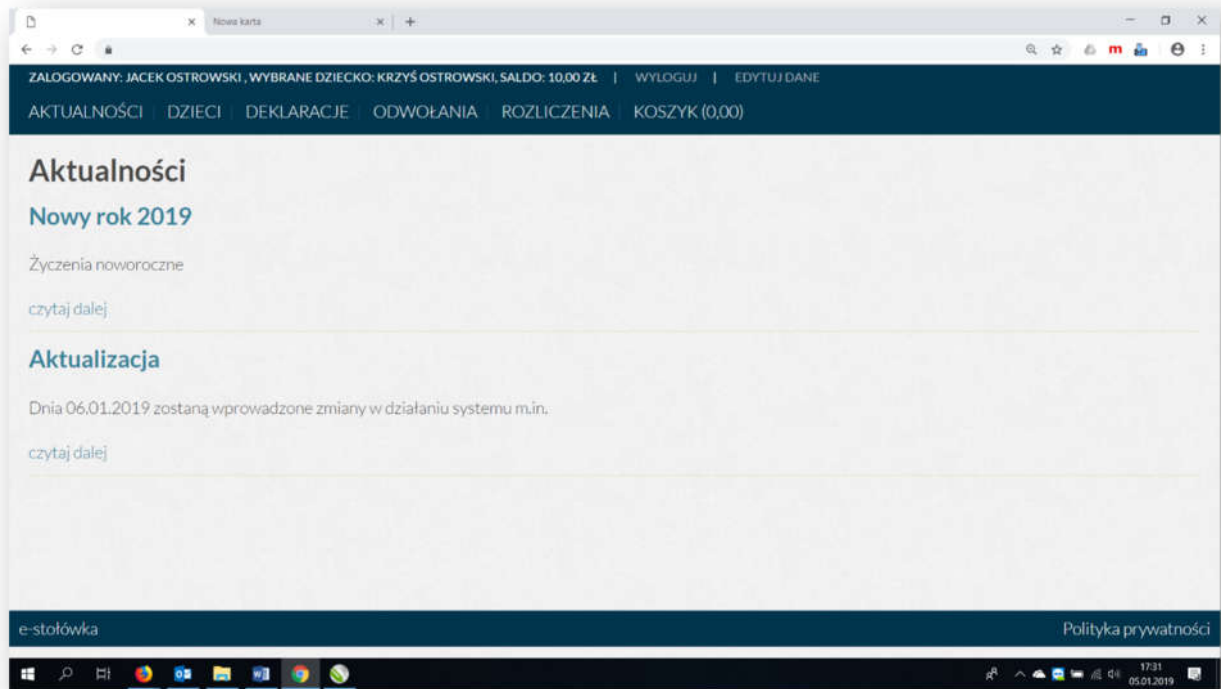 Nowa karta
ZALOGOWANY: JACEK OSTROWSKI , WYBRANE DZIECKO: KRZYŚ OSTROWSKI, SALDO: 10,00 ZŁ | WYLOGUJ | EDYTUJ DANE
AKTUALNOŚCI DZIECI DEKLARACJE ODWOŁANIA ROZLICZENIA KOSZYK (0,00)
Aktualności
Nowy rok 2019
Życzenia noworoczne
czytaj dalej
Aktualizacja
Dnia 06.01.2019 zostaną wprowadzone zmiany w działaniu systemu m.in.
czytaj dalej
e-stołówka Polityka prywatności
17:31
05.01.2019